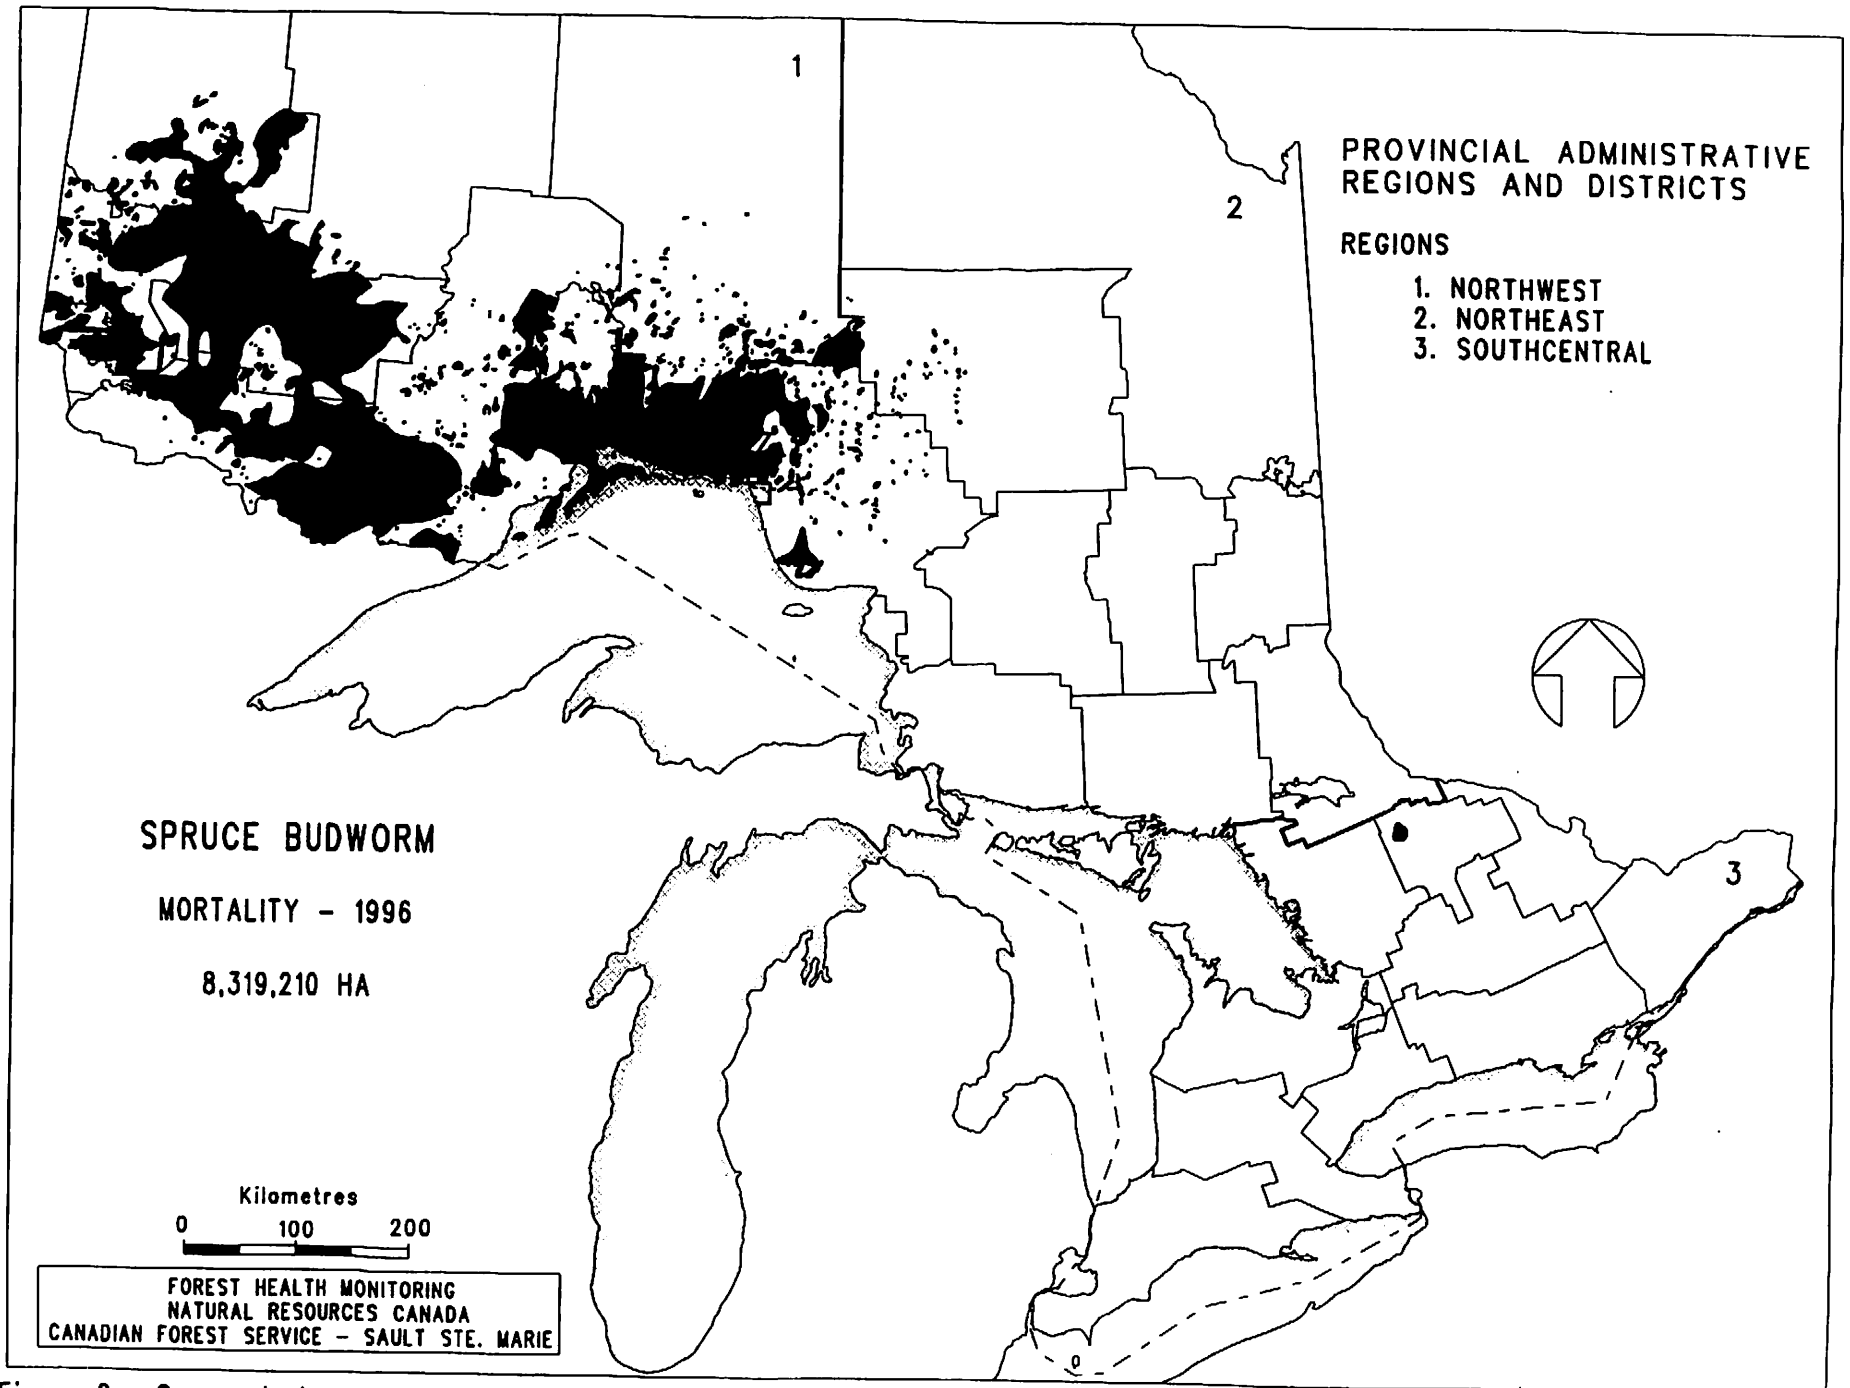 1
2
PROVINCIAL ADMINISTRATIVE
REGIONS AND DISTRICTS
REGIONS
1. NORTHWEST
2. NORTHEAST
3. SOUTHCENTRAL
SPRUCE BUDWORM
MORTALITY - 1996
8,319,210 HA
3
Kilometres
0 100 200
FOREST HEALTH MONITORING
NATURAL RESOURCES CANADA
CANADIAN FOREST SERVICE - SAULT STE. MARIE